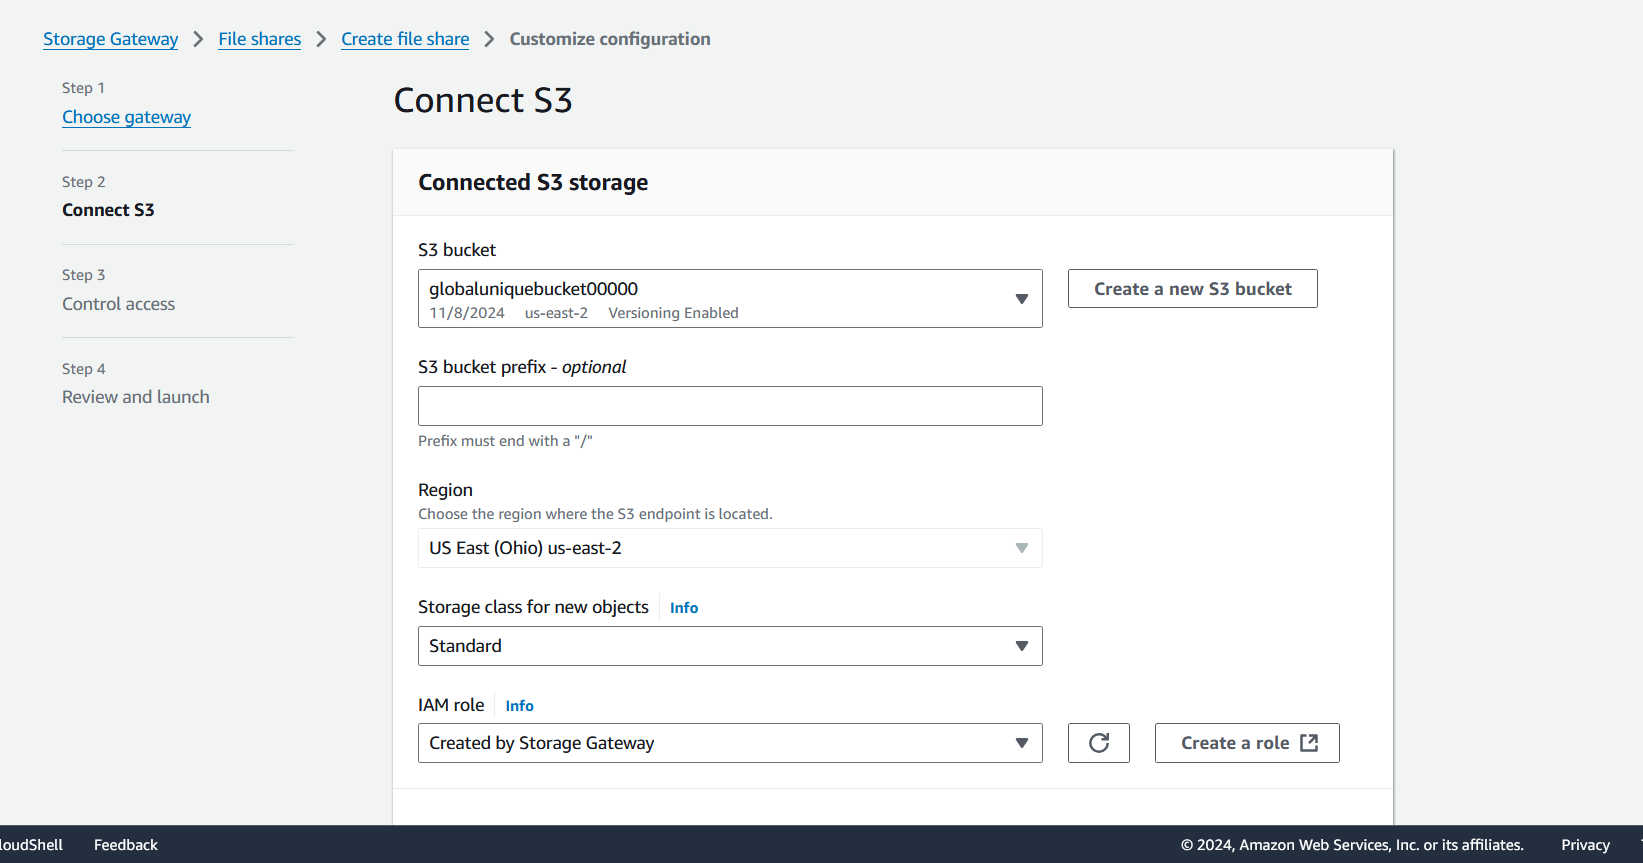 Storage Gateway > File shares > Create file share > Customize configuration
Step 1
Choose gateway
Step 2
Connect S3
Step 3
Control access
Step 4
Review and launch
Connect S3
Connected S3 storage
S3 bucket
globaluniquebucket00000
11/8/2024 us-east-2 Versioning Enabled
Create a new S3 bucket
S3 bucket prefix - optional
Prefix must end with a "/"
Region
Choose the region where the S3 endpoint is located.
US East (Ohio) us-east-2
Storage class for new objects Info
Standard
IAM role Info
Created by Storage Gateway
Create a role
loudShell Feedback © 2024, Amazon Web Services, Inc. or its affiliates. Privacy